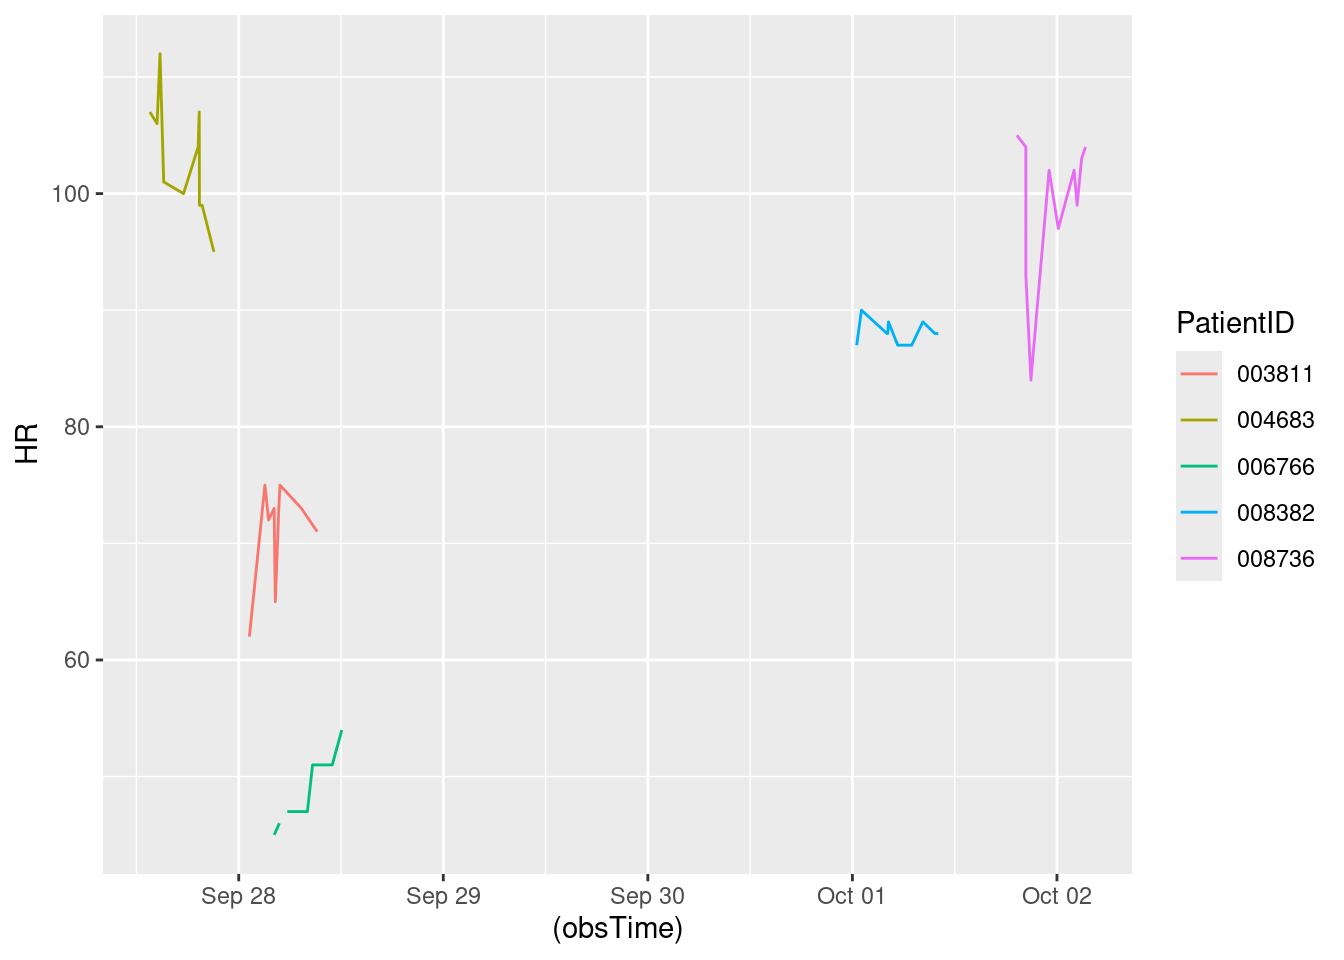 100
80
60
HR
Sep 28
Sep 29
Sep 30
Oct 01
Oct 02
(obsTime)
PatientID
003811
004683
006766
008382
008736